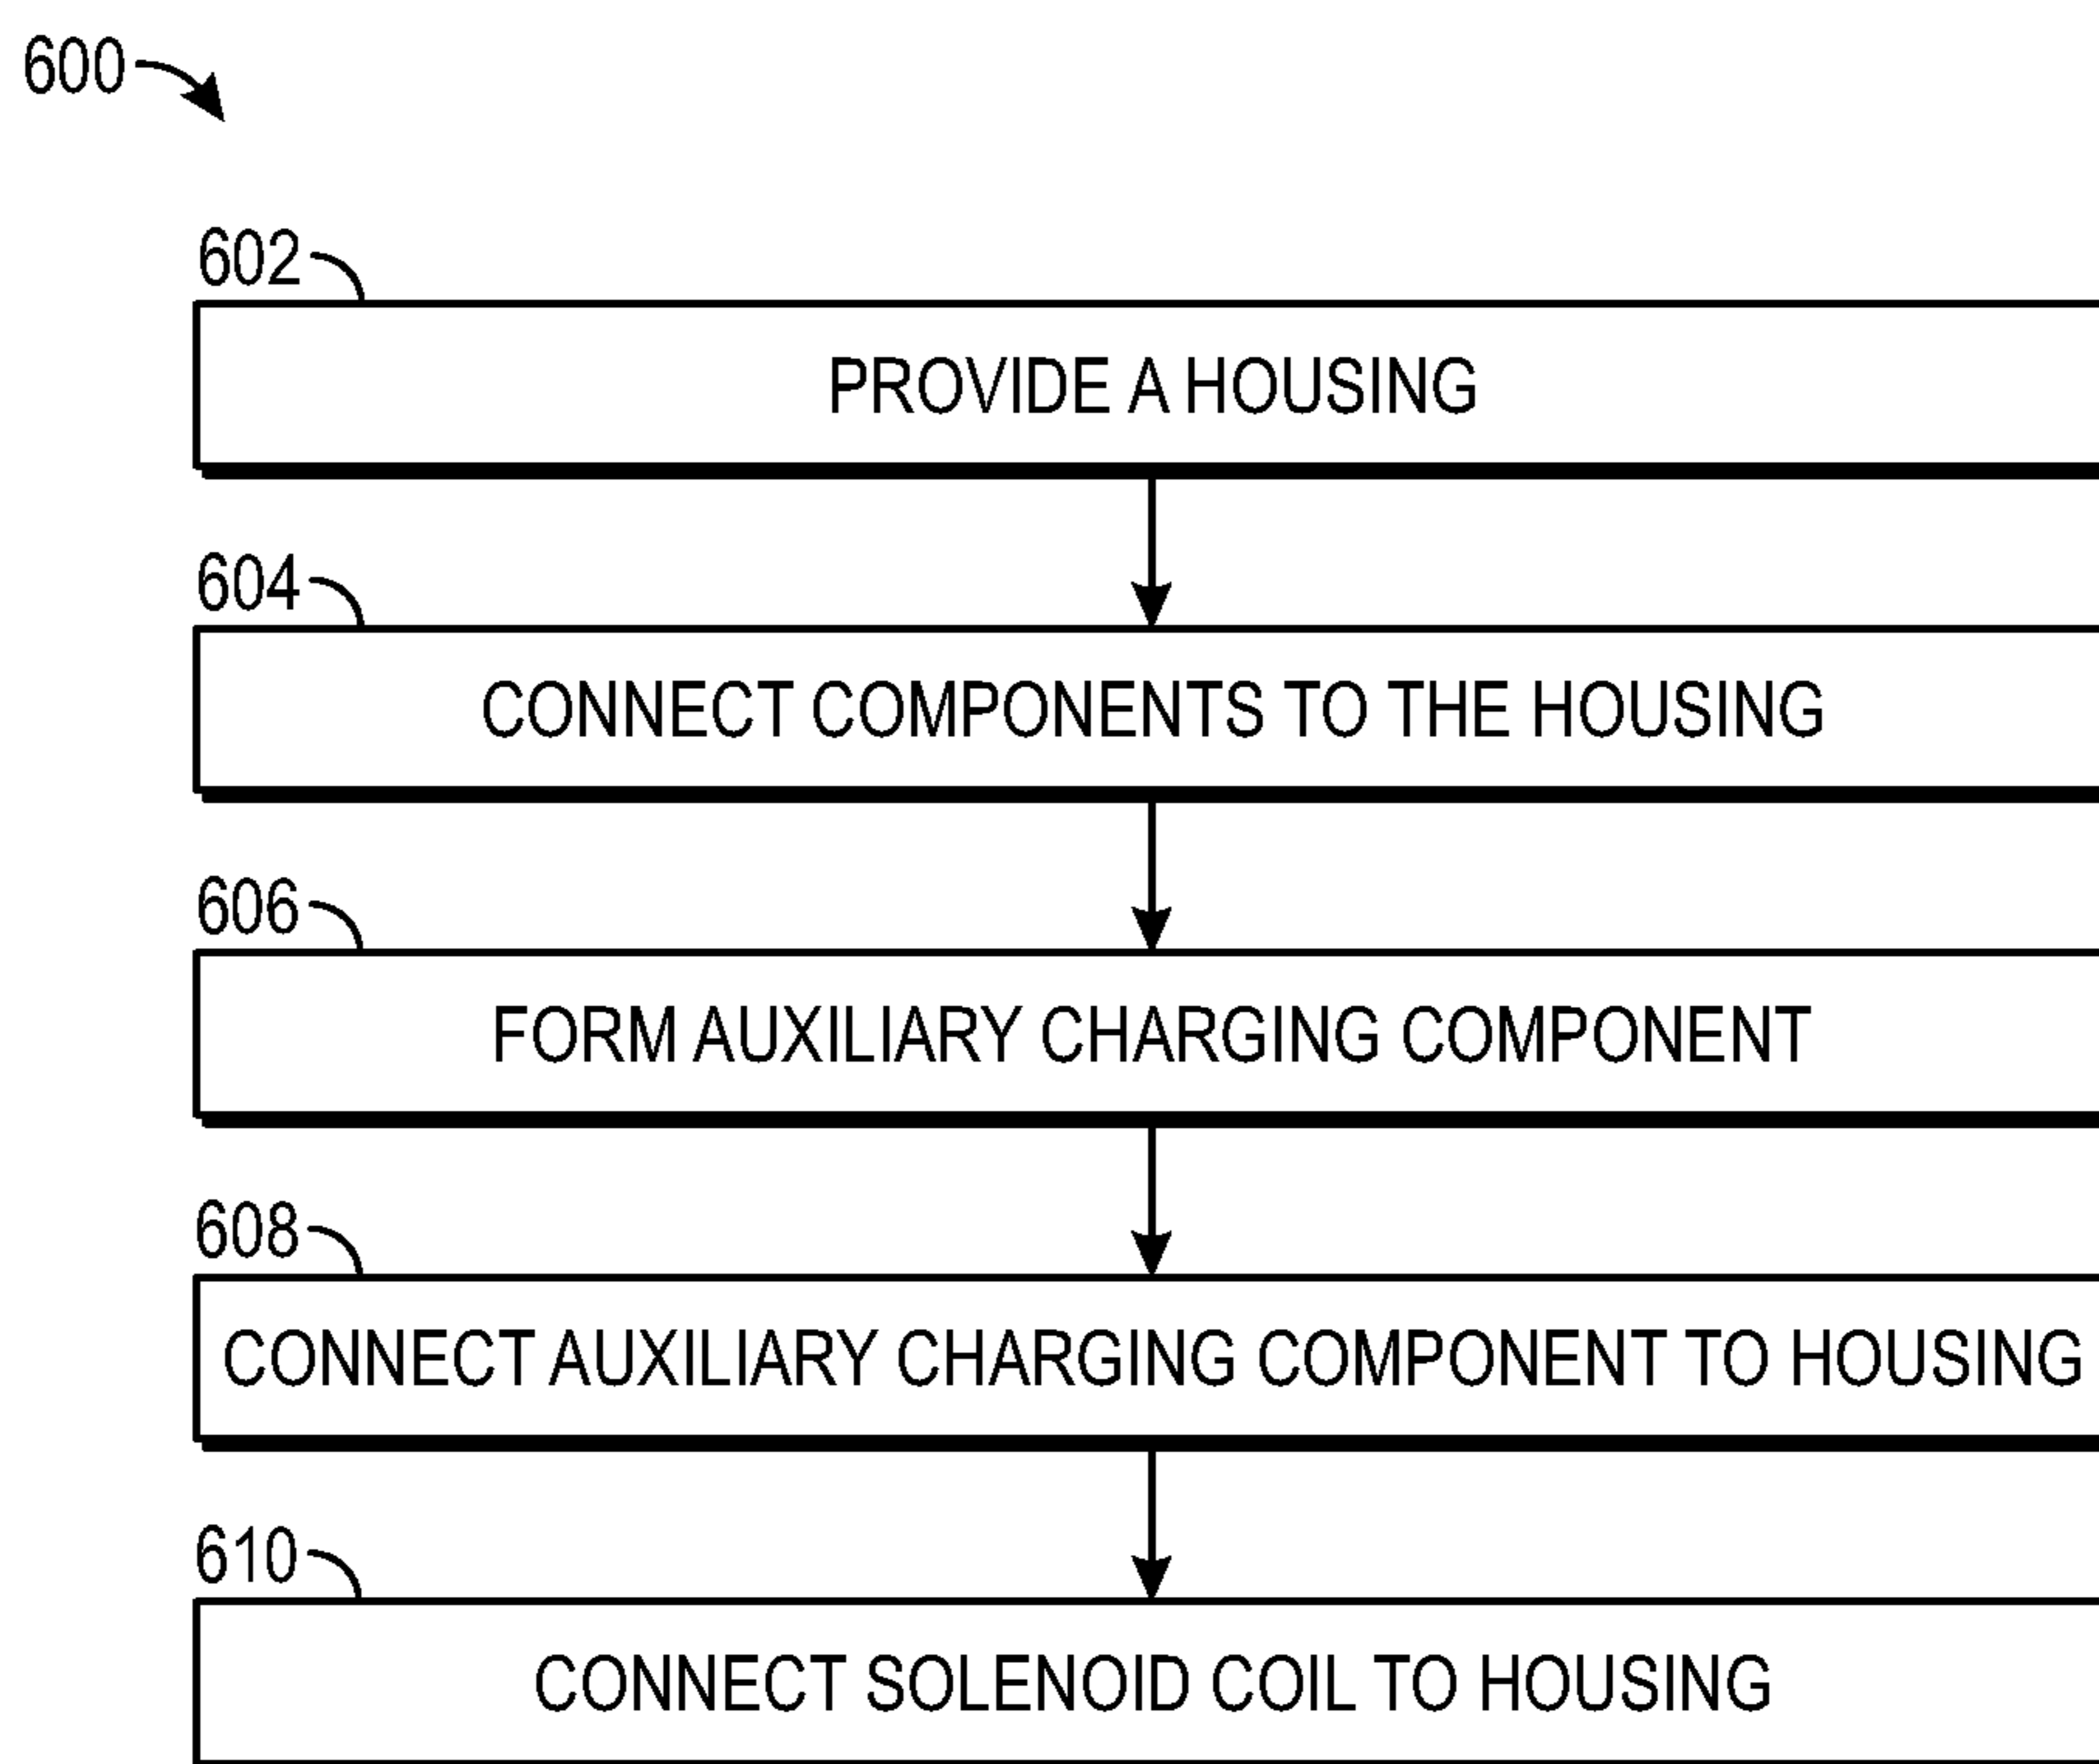 600
602
PROVIDE A HOUSING
604
CONNECT COMPONENTS TO THE HOUSING
606
FORM AUXILIARY CHARGING COMPONENT
608
CONNECT AUXILIARY CHARGING COMPONENT TO HOUSING
610
CONNECT SOLENOID COIL TO HOUSING